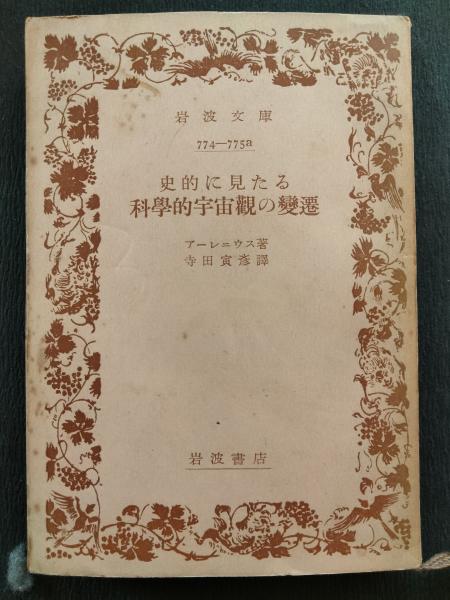 岩波文庫
774—775a
史的に見たる
科學的宇宙觀の變遷
アーレニウス著
寺田寅彦譯
岩波書店